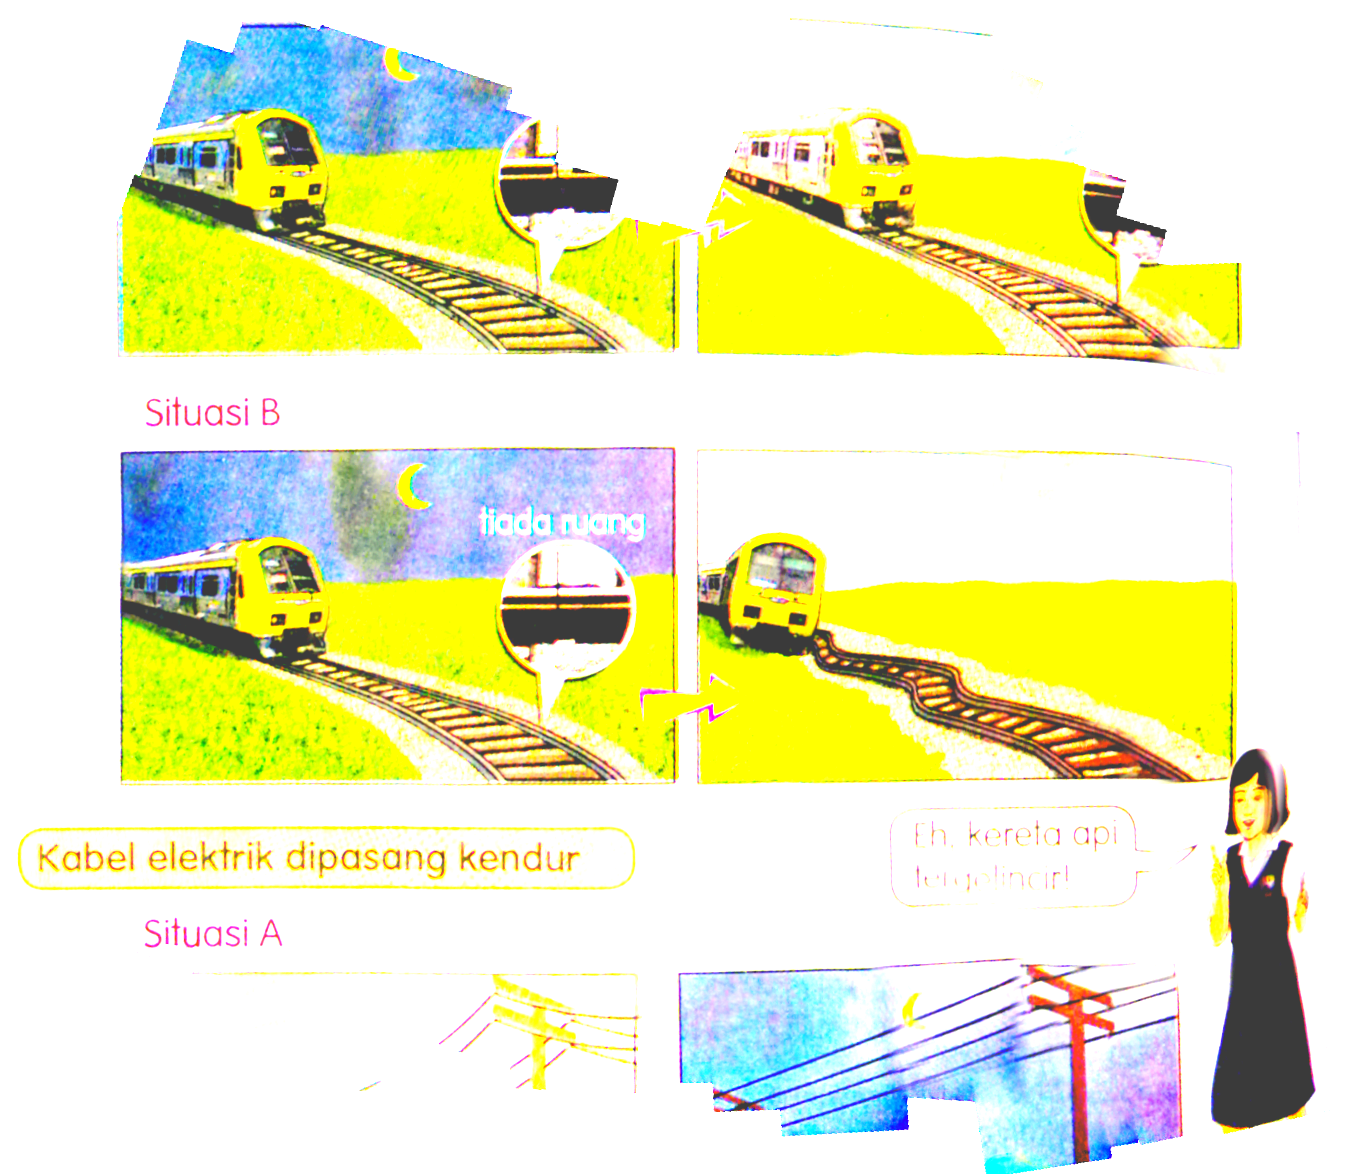 Situasi B
tiada ruang
Kabel elektrik dipasang kendur
Eh, kereta api
tergelincir!
Situasi A